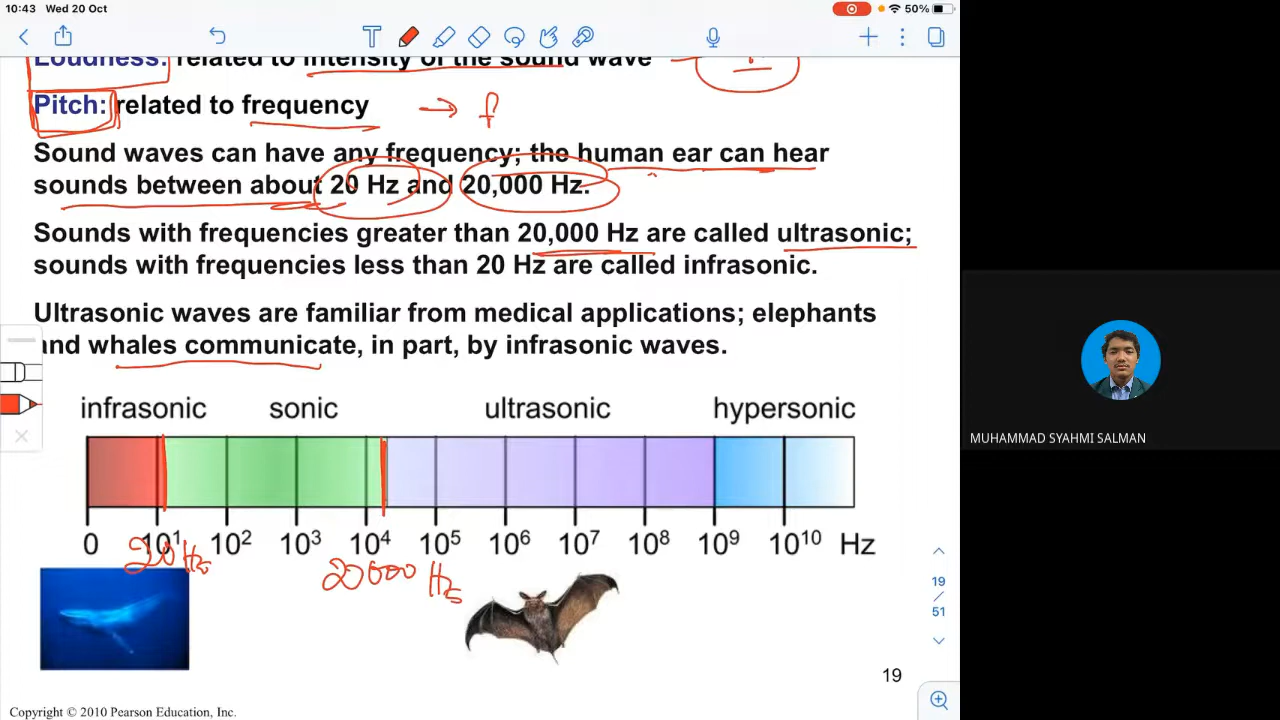 10:43 Wed 20 Oct
50%
Loudness: related to intensity of the sound wave
Pitch: related to frequency → f
Sound waves can have any frequency; the human ear can hear
sounds between about 20 Hz and 20,000 Hz.
Sounds with frequencies greater than 20,000 Hz are called ultrasonic;
sounds with frequencies less than 20 Hz are called infrasonic.
Ultrasonic waves are familiar from medical applications; elephants
and whales communicate, in part, by infrasonic waves.
infrasonic sonic ultrasonic hypersonic
0 10¹ 10² 10³ 10⁴ 10⁵ 10⁶ 10⁷ 10⁸ 10⁹ 10¹⁰ Hz
20 Hz 20000 Hz
19
/
51
19
Copyright © 2010 Pearson Education, Inc.
MUHAMMAD SYAHMI SALMAN